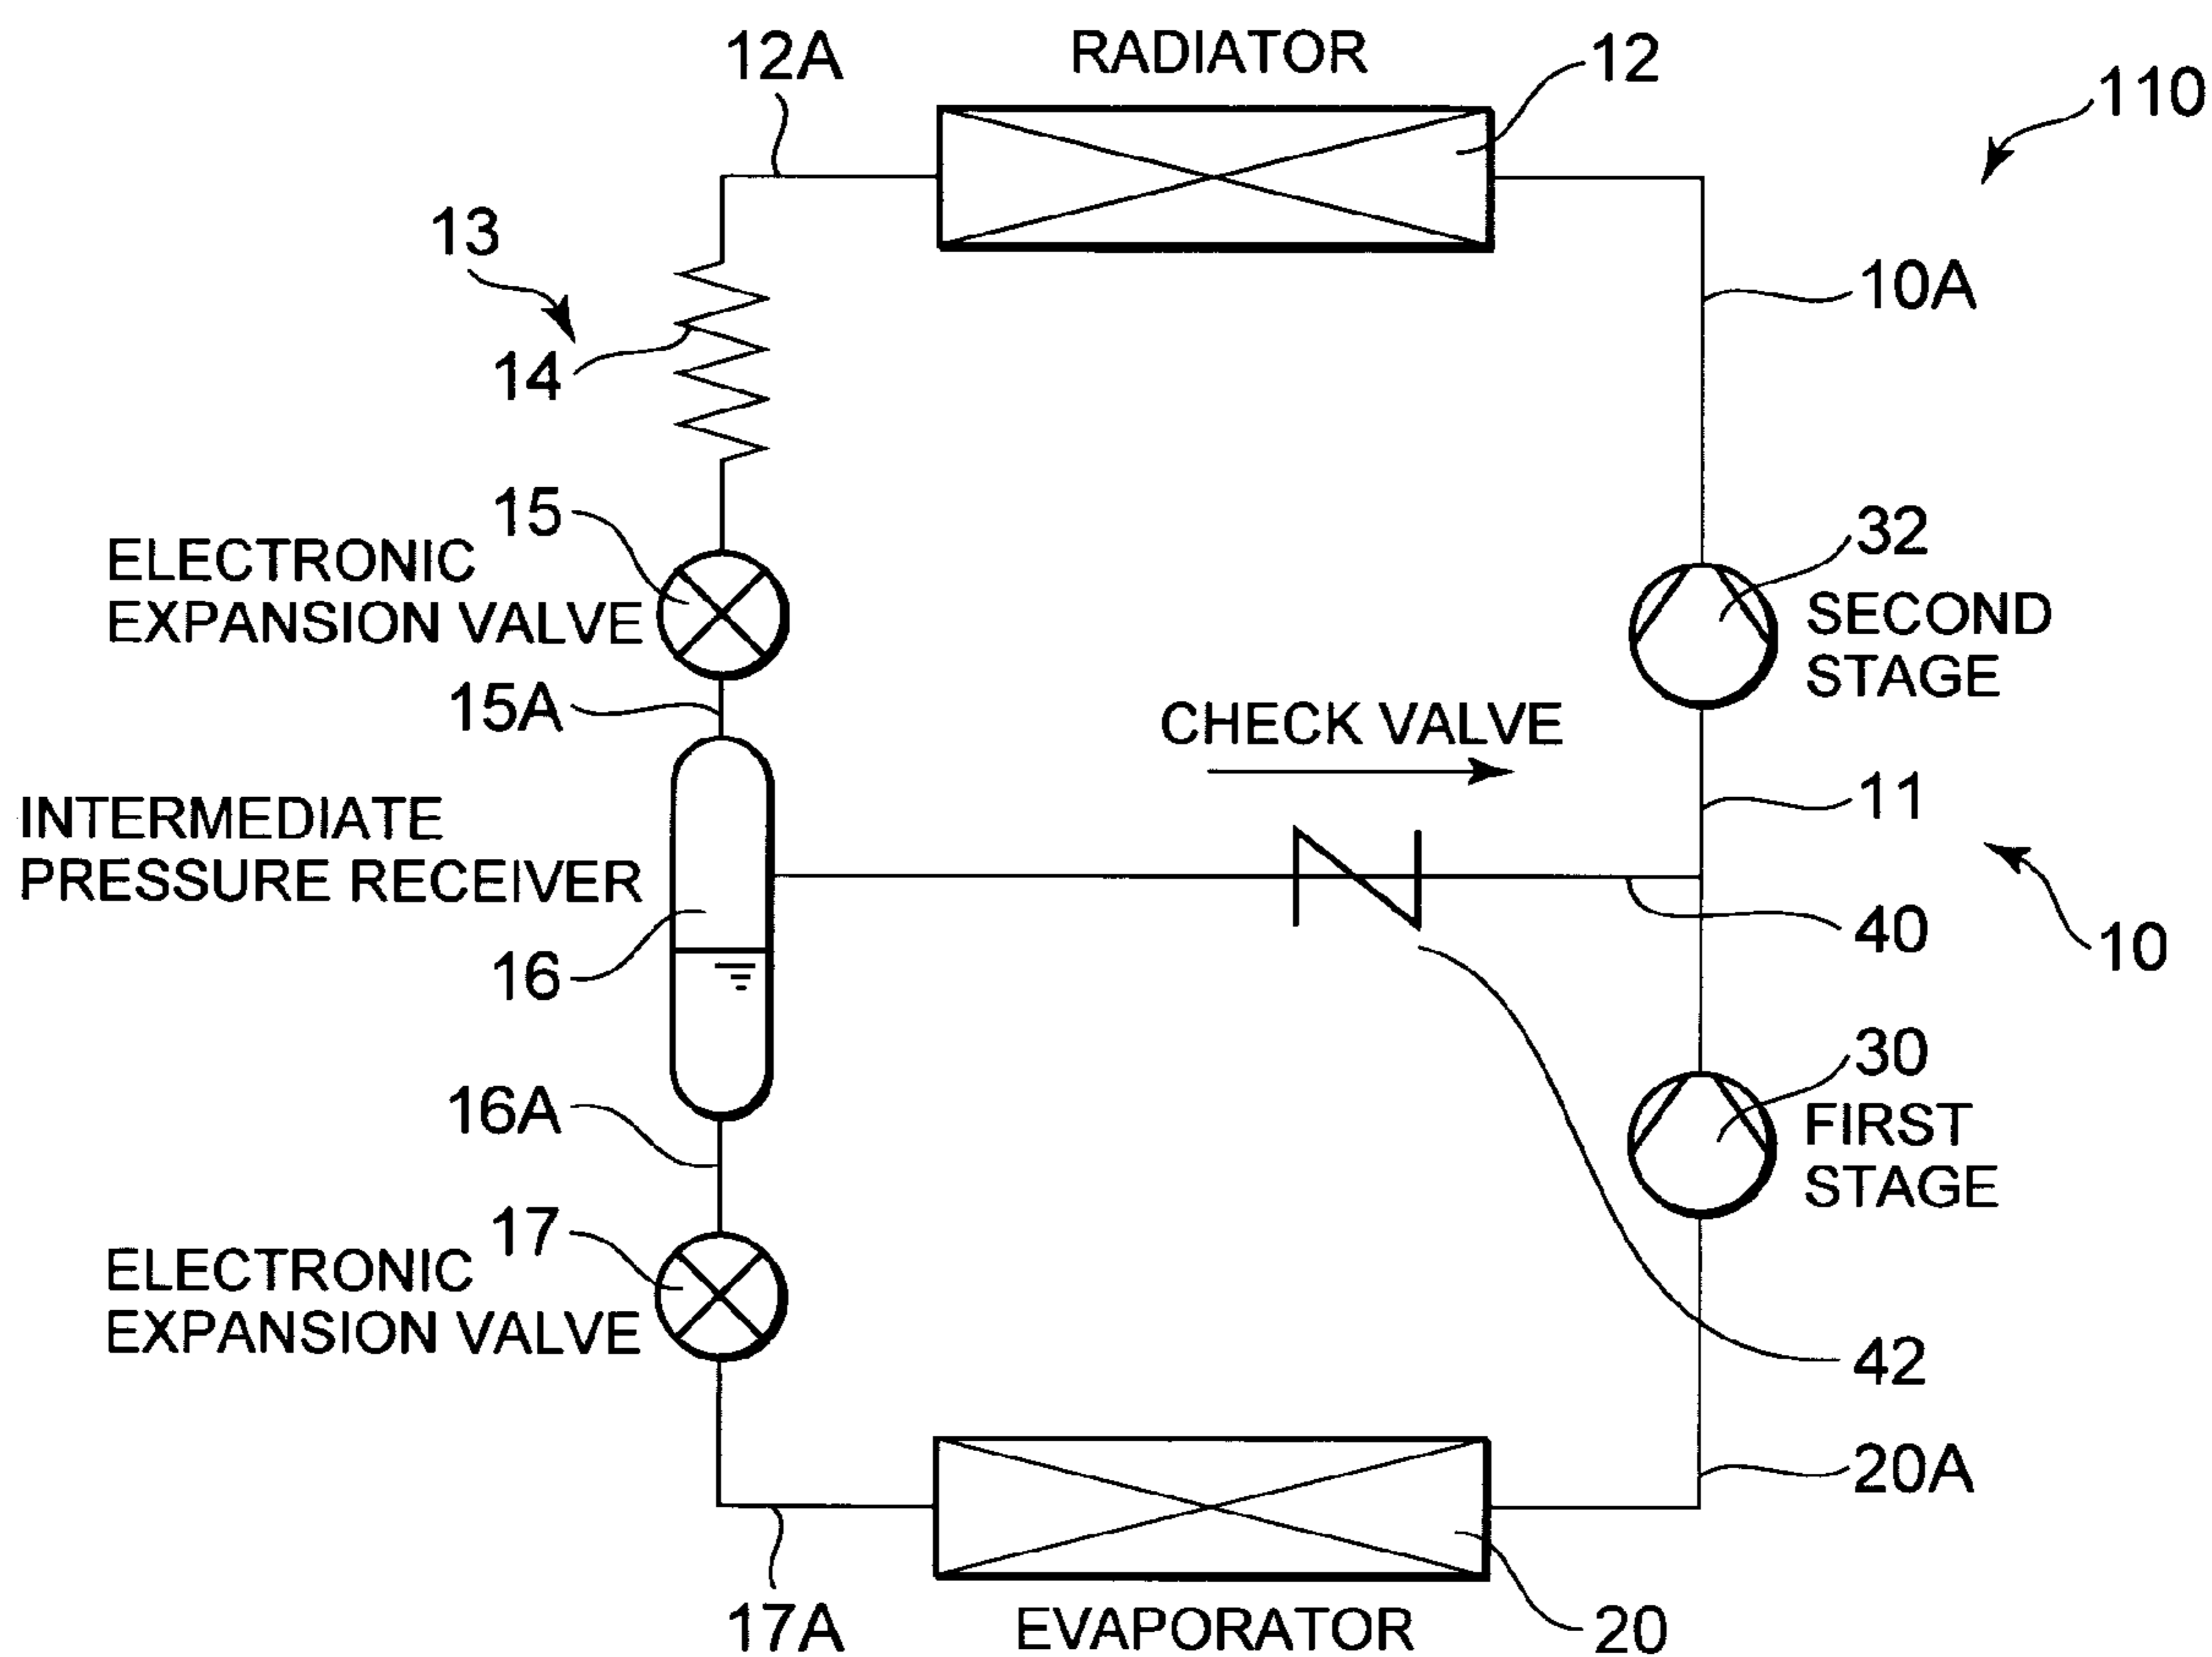 12A
RADIATOR
12
110
13
10A
14
15
ELECTRONIC
EXPANSION VALVE
32
SECOND
STAGE
15A
CHECK VALVE
11
INTERMEDIATE
PRESSURE RECEIVER
40
10
16
30
FIRST
STAGE
16A
17
ELECTRONIC
EXPANSION VALVE
42
20A
17A
EVAPORATOR
20